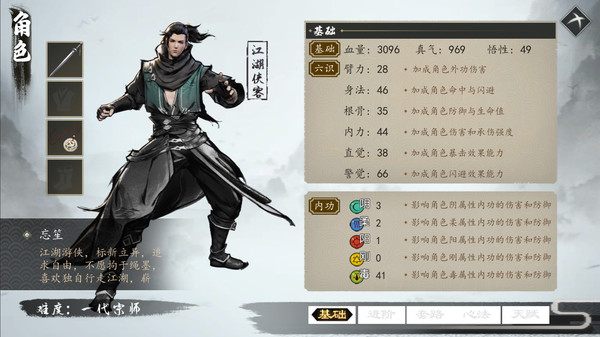 角色
江湖侠客
忘笙
江湖游侠，标新立异，追
求自由，不愿拘于绳墨，
喜欢独自行走江湖，崭
难度：一代宗师
基础
基础 血量：3096 真气：969 悟性：49
六识 臂力：28 • 加成角色外功伤害
身法：46 • 加成角色命中与闪避
根骨：35 • 加成角色防御与生命值
内力：44 • 加成角色伤害和承伤强度
直觉：38 • 加成角色暴击效果能力
警觉：66 • 加成角色闪避效果能力
内功 阴 3 • 影响角色阴属性内功的伤害和防御
柔 2 • 影响角色柔属性内功的伤害和防御
阳 1 • 影响角色阳属性内功的伤害和防御
刚 0 • 影响角色刚属性内功的伤害和防御
毒 41 • 影响角色毒属性内功的伤害和防御
基础 进阶 套路 心法 天赋